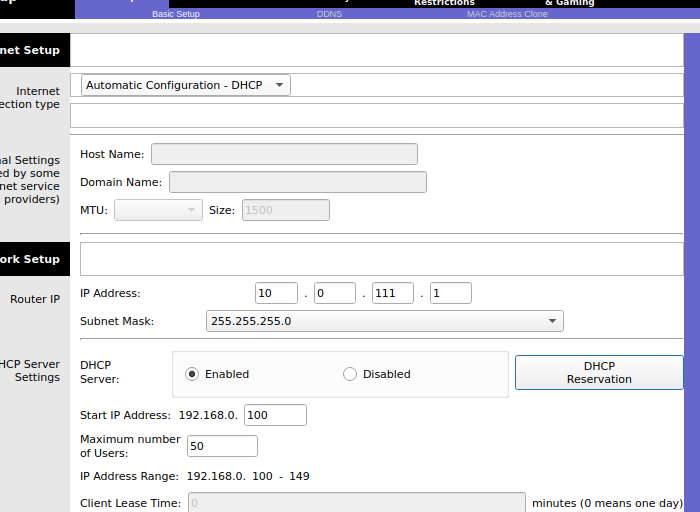 Restrictions & Gaming
Basic Setup DDNS MAC Address Clone
net Setup
Internet
ection type
Automatic Configuration - DHCP
al Settings
ed by some
net service
providers)
Host Name:
Domain Name:
MTU: Size: 1500
ork Setup
Router IP
IP Address: 10 . 0 . 111 . 1
Subnet Mask: 255.255.255.0
HCP Server
Settings
DHCP
Server:
Enabled Disabled
DHCP
Reservation
Start IP Address: 192.168.0. 100
Maximum number
of Users:
50
IP Address Range: 192.168.0. 100 - 149
Client Lease Time: 0 minutes (0 means one day)